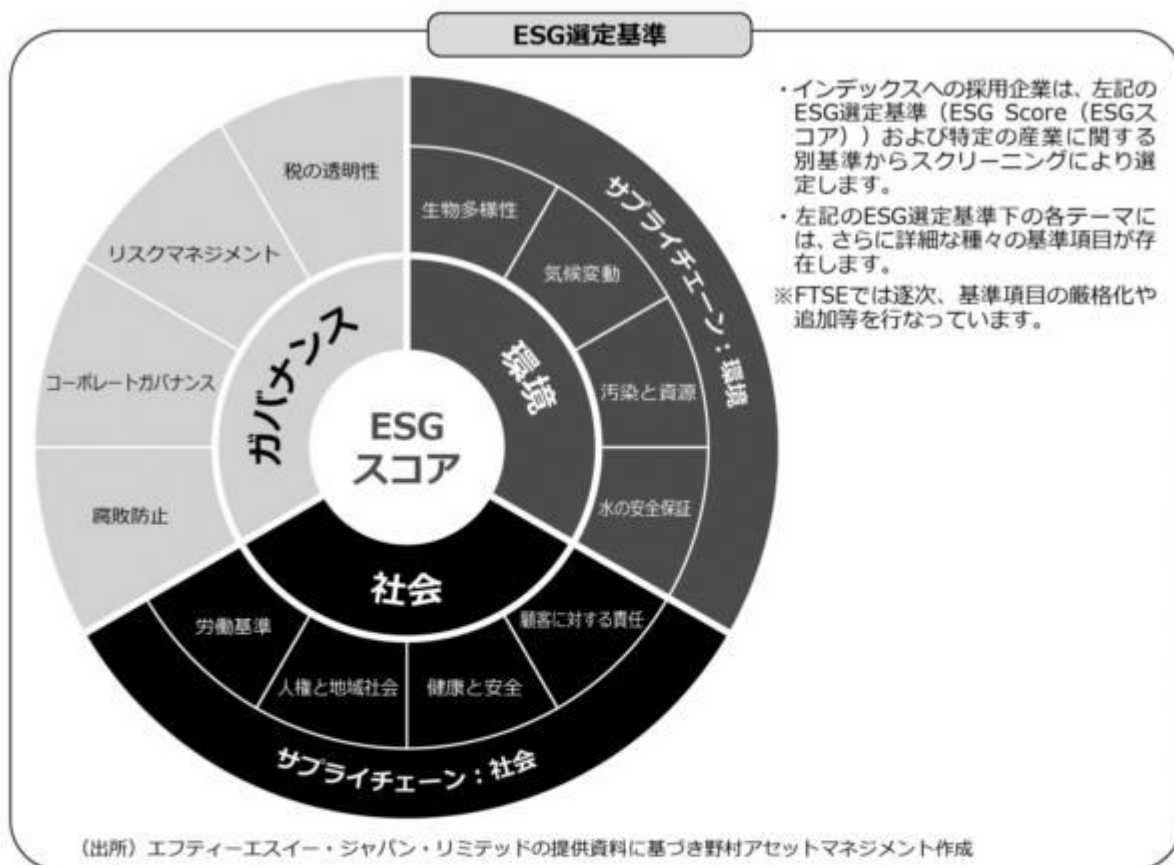 ESG選定基準
税の透明性
リスクマネジメント
コーポレートガバナンス
腐敗防止
ガバナンス
ESG
スコア
環境
生物多様性
気候変動
汚染と資源
水の安全保証
サプライチェーン：環境
社会
労働基準
人権と地域社会
健康と安全
顧客に対する責任
サプライチェーン：社会
・インデックスへの採用企業は、左記の
ESG選定基準（ESG Score（ESGス
コア））および特定の産業に関する
別基準からスクリーニングにより選
定します。
・左記のESG選定基準下の各テーマに
は、さらに詳細な種々の基準項目が存
在します。
※FTSEでは逐次、基準項目の厳格化や
追加等を行なっています。
（出所）エフティーエスイー・ジャパン・リミテッドの提供資料に基づき野村アセットマネジメント作成